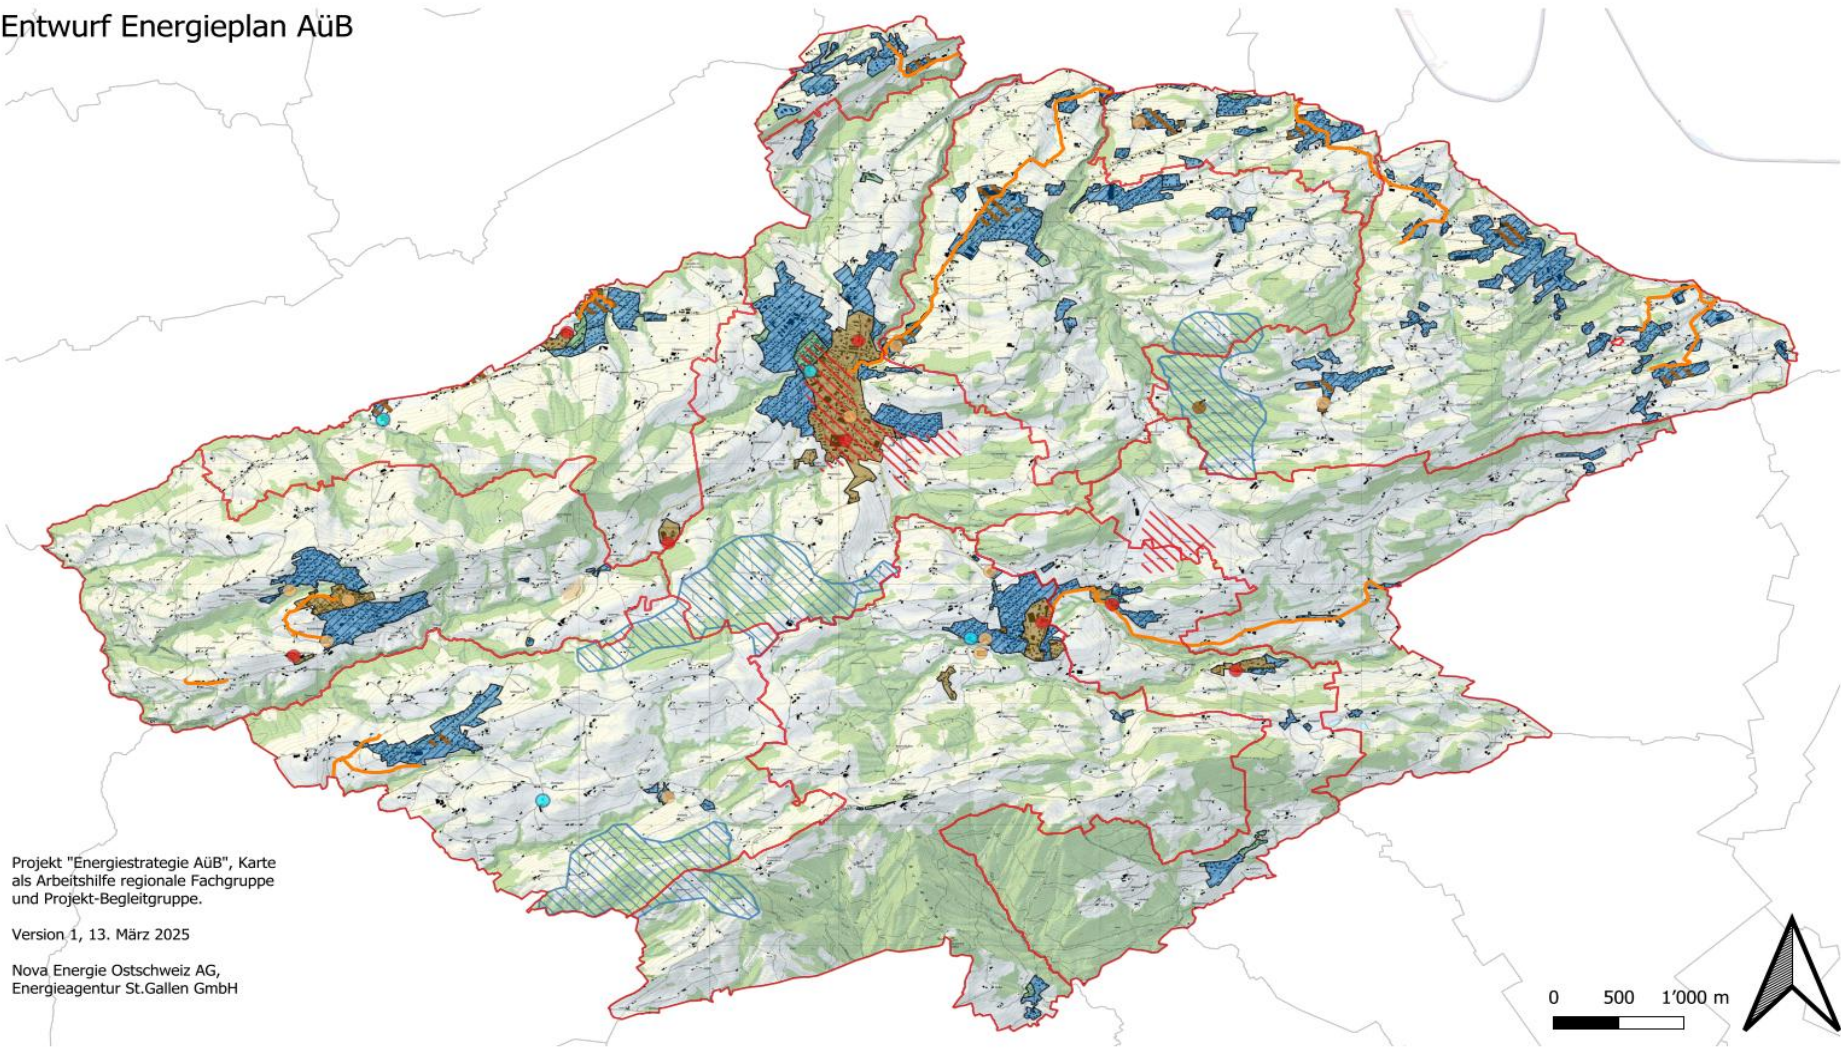 Entwurf Energieplan AüB
Projekt "Energiestrategie AüB", Karte
als Arbeitshilfe regionale Fachgruppe
und Projekt-Begleitgruppe.
Version 1, 13. März 2025
Nova Energie Ostschweiz AG,
Energieagentur St.Gallen GmbH
0 500 1'000 m